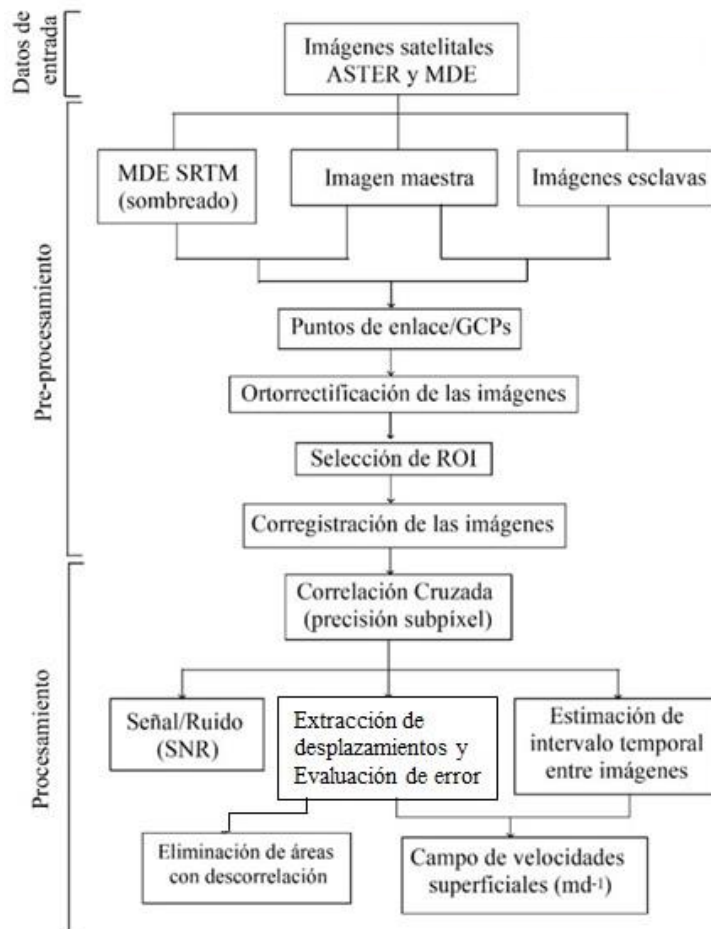 Datos de
entrada
Imágenes satelitales
ASTER y MDE
Pre-procesamiento
MDE SRTM
(sombreado)
Imagen maestra
Imágenes esclavas
Puntos de enlace/GCPs
Ortorrectificación de las imágenes
Selección de ROI
Corregistración de las imágenes
Procesamiento
Correlación Cruzada
(precisión subpíxel)
Señal/Ruido
(SNR)
Extracción de
desplazamientos y
Evaluación de error
Estimación de
intervalo temporal
entre imágenes
Eliminación de áreas
con descorrelación
Campo de velocidades
superficiales (md-1)